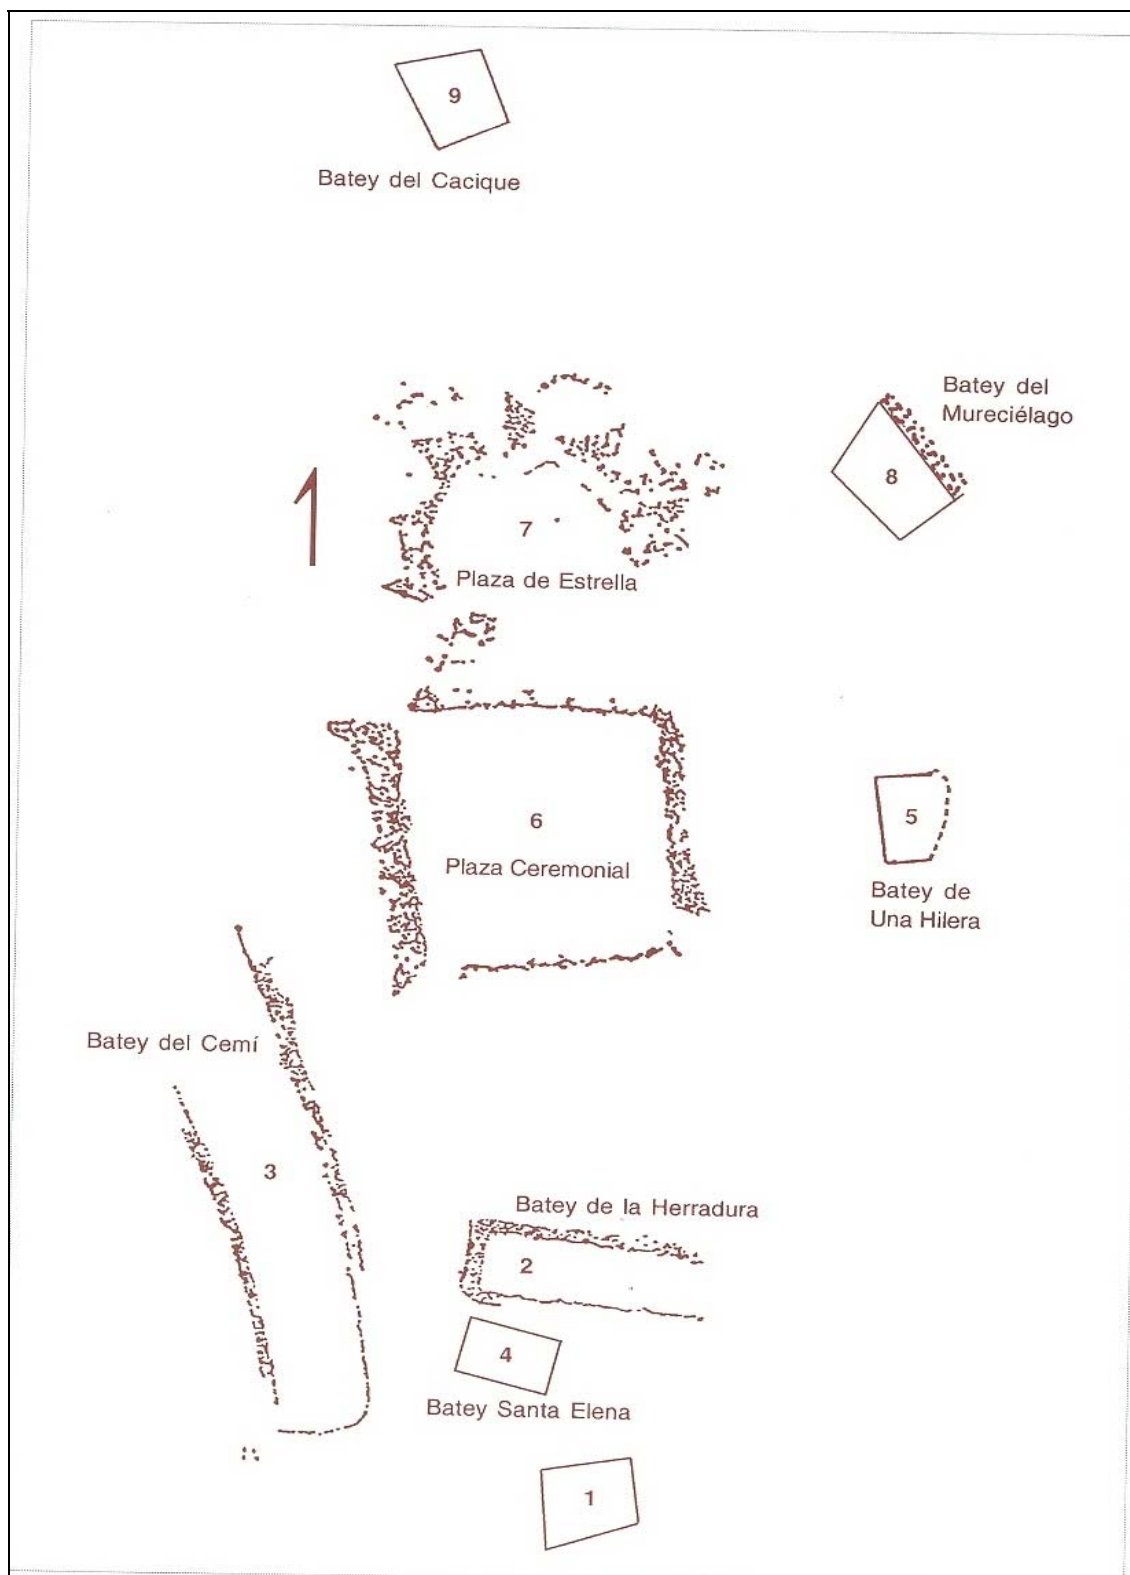 9
Batey del Cacique
Batey del
Mureciélago
8
7
Plaza de Estrella
6
Plaza Ceremonial
5
Batey de
Una Hilera
Batey del Cemí
3
Batey de la Herradura
2
4
Batey Santa Elena
1